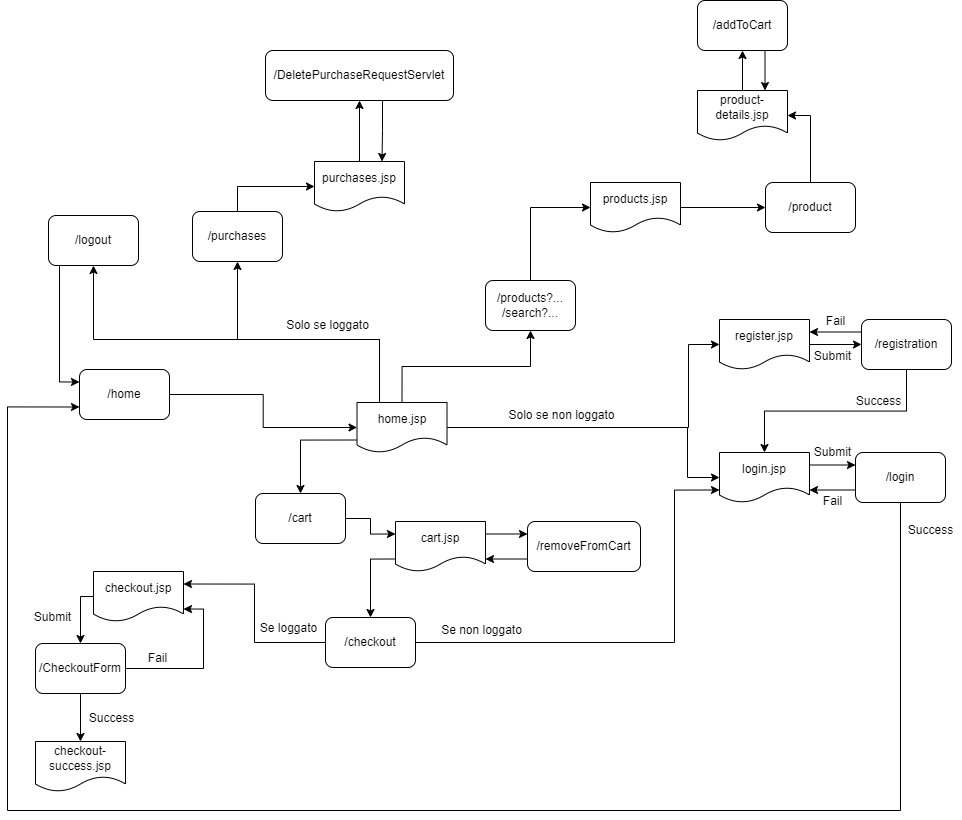 /addToCart
/DeletePurchaseRequestServlet
product-
details.jsp
purchases.jsp
products.jsp
/product
/logout
/purchases
/products?...
/search?...
Solo se loggato
Fail
register.jsp
/registration
Submit
/home
Success
home.jsp
Solo se non loggato
Submit
login.jsp
/login
Fail
/cart
Success
cart.jsp
/removeFromCart
checkout.jsp
Submit
Se loggato
/checkout
Se non loggato
Fail
/CheckoutForm
Success
checkout-
success.jsp